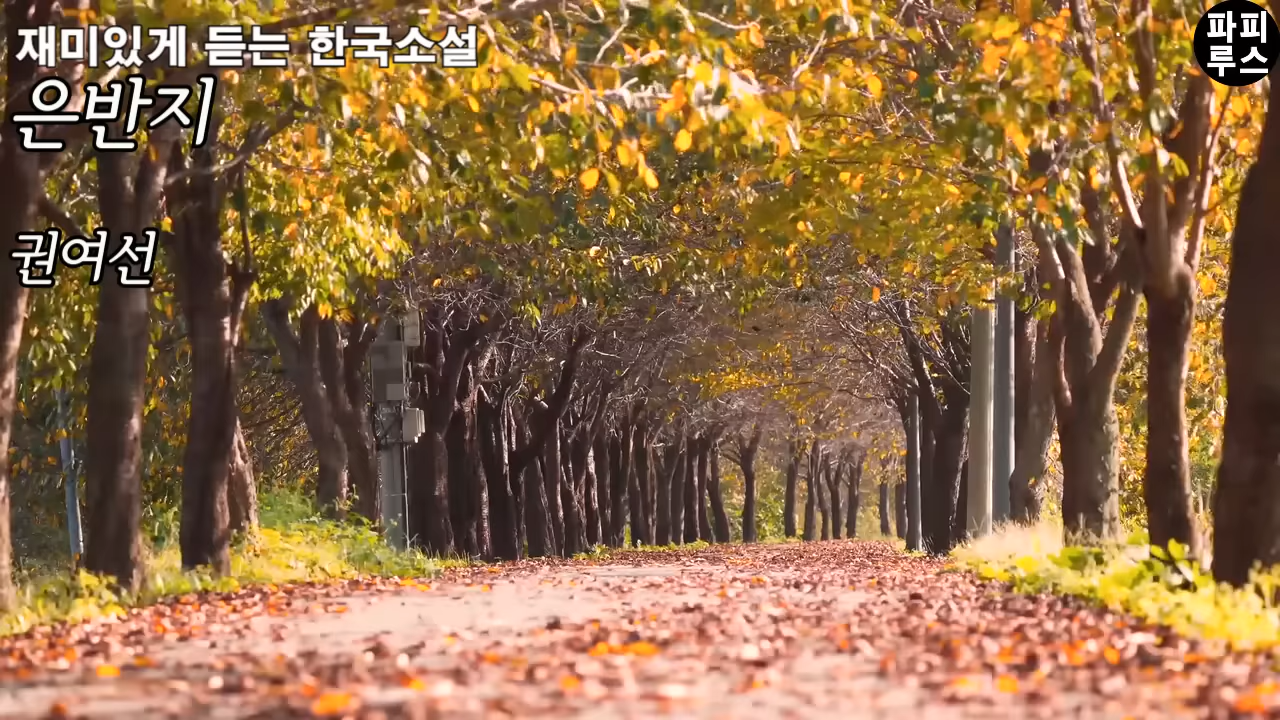 재미있게 듣는 한국소설
은반지
권여선
파피
루스